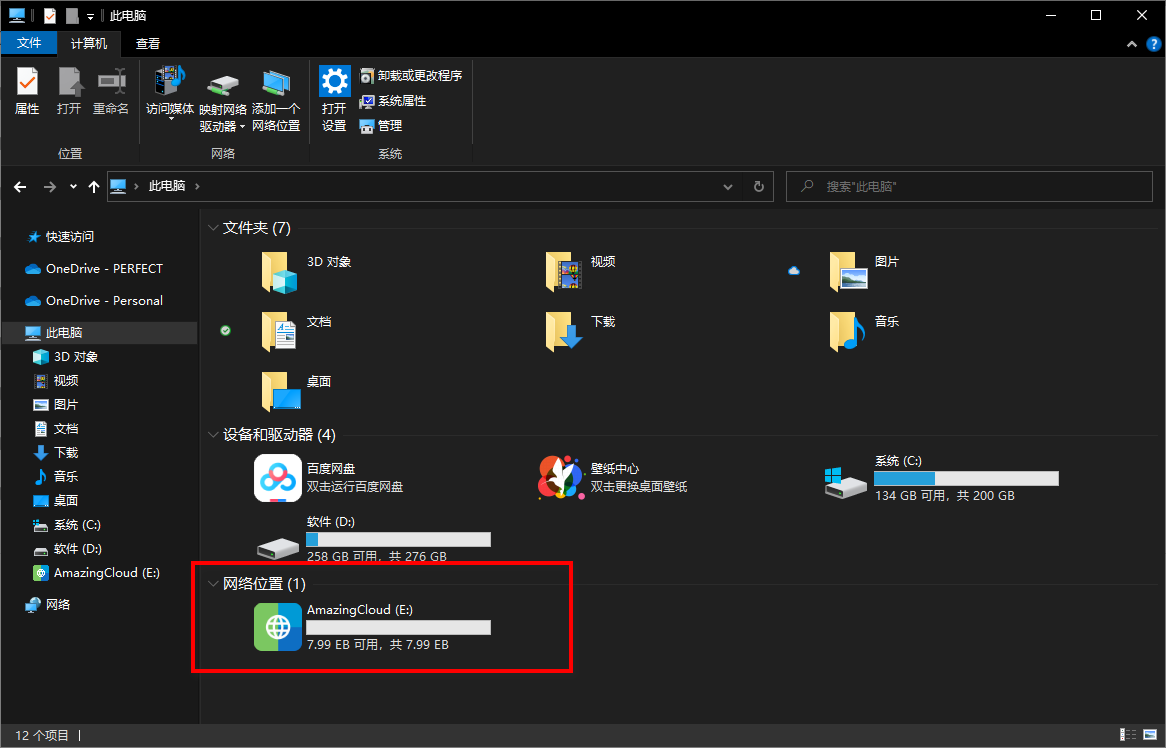 此电脑
文件
计算机
查看
属性
打开
重命名
访问媒体
映射网络
驱动器
添加一个
网络位置
打开
设置
卸载或更改程序
系统属性
管理
位置
网络
系统
此电脑
搜索"此电脑"
快速访问
OneDrive - PERFECT
OneDrive - Personal
此电脑
3D 对象
视频
图片
文档
下载
音乐
桌面
系统 (C:)
软件 (D:)
AmazingCloud (E:)
网络
文件夹 (7)
3D 对象
视频
图片
文档
下载
音乐
桌面
设备和驱动器 (4)
百度网盘
双击运行百度网盘
壁纸中心
双击更换桌面壁纸
系统 (C:)
134 GB 可用，共 200 GB
软件 (D:)
258 GB 可用，共 276 GB
网络位置 (1)
AmazingCloud (E:)
7.99 EB 可用，共 7.99 EB
12 个项目